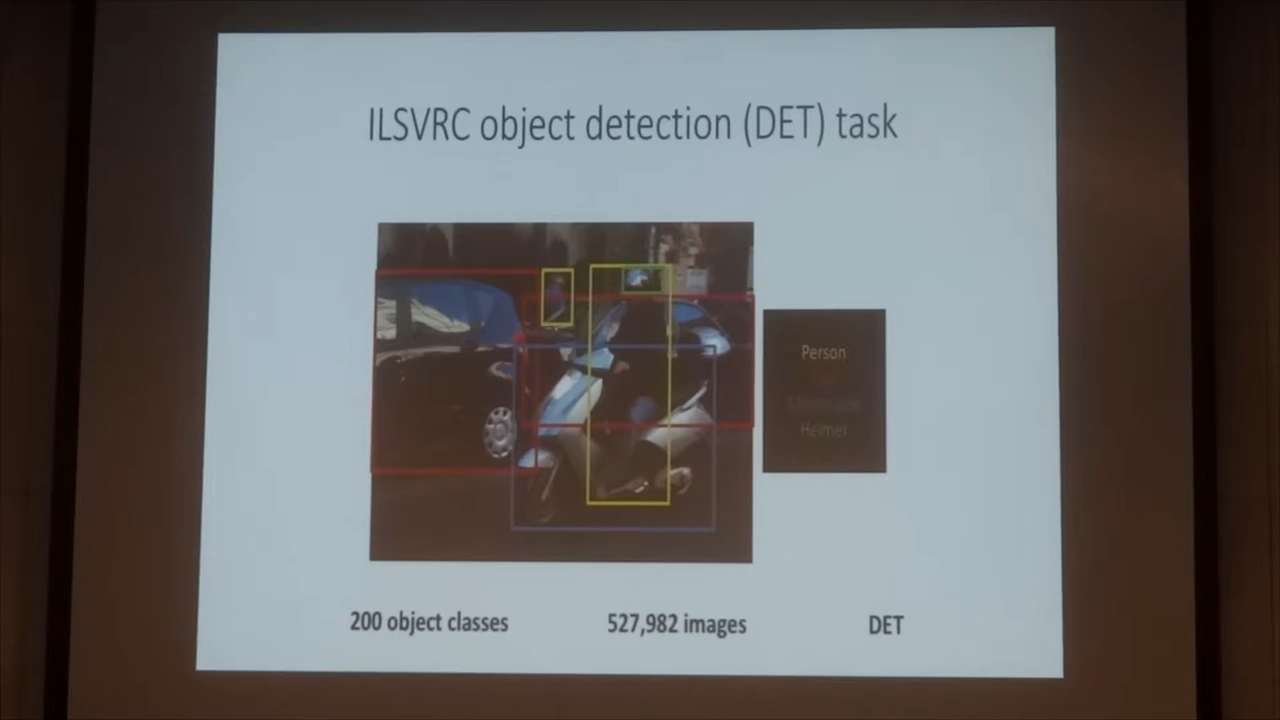 ILSVRC object detection (DET) task
Person
Helmet
200 object classes
527,982 images
DET